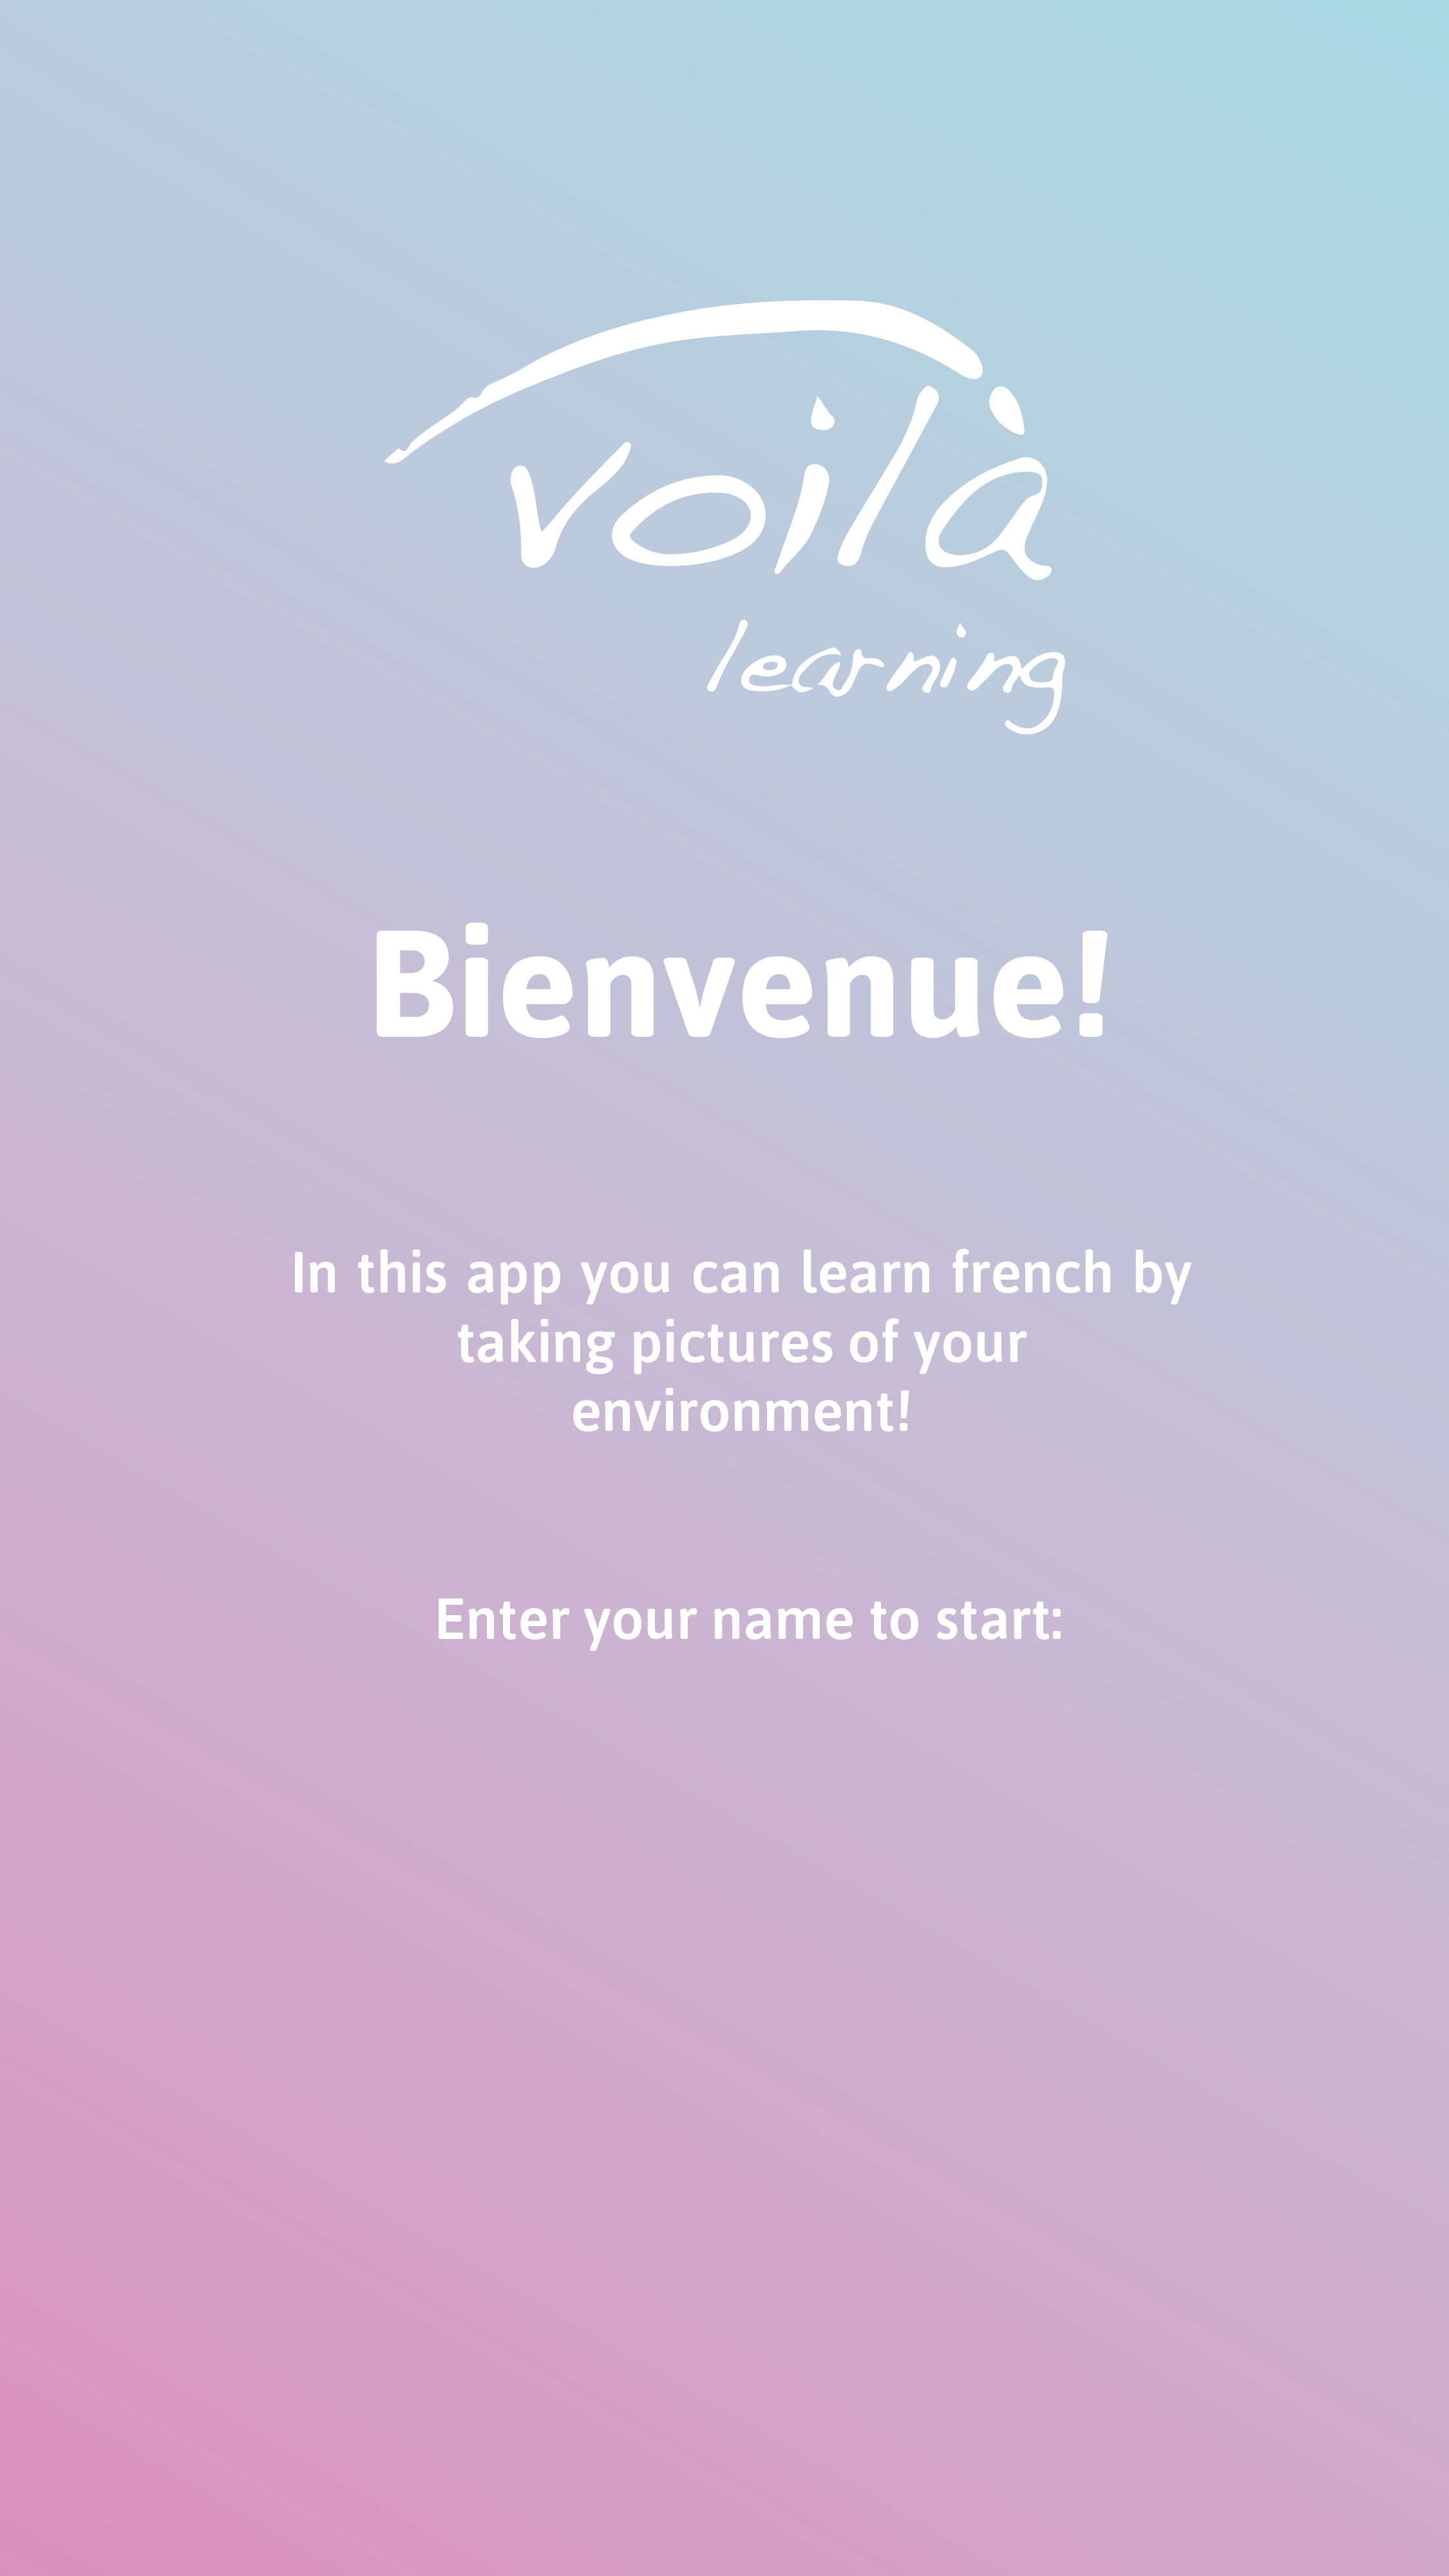 voilà
learning
Bienvenue!
In this app you can learn french by
taking pictures of your
environment!
Enter your name to start: